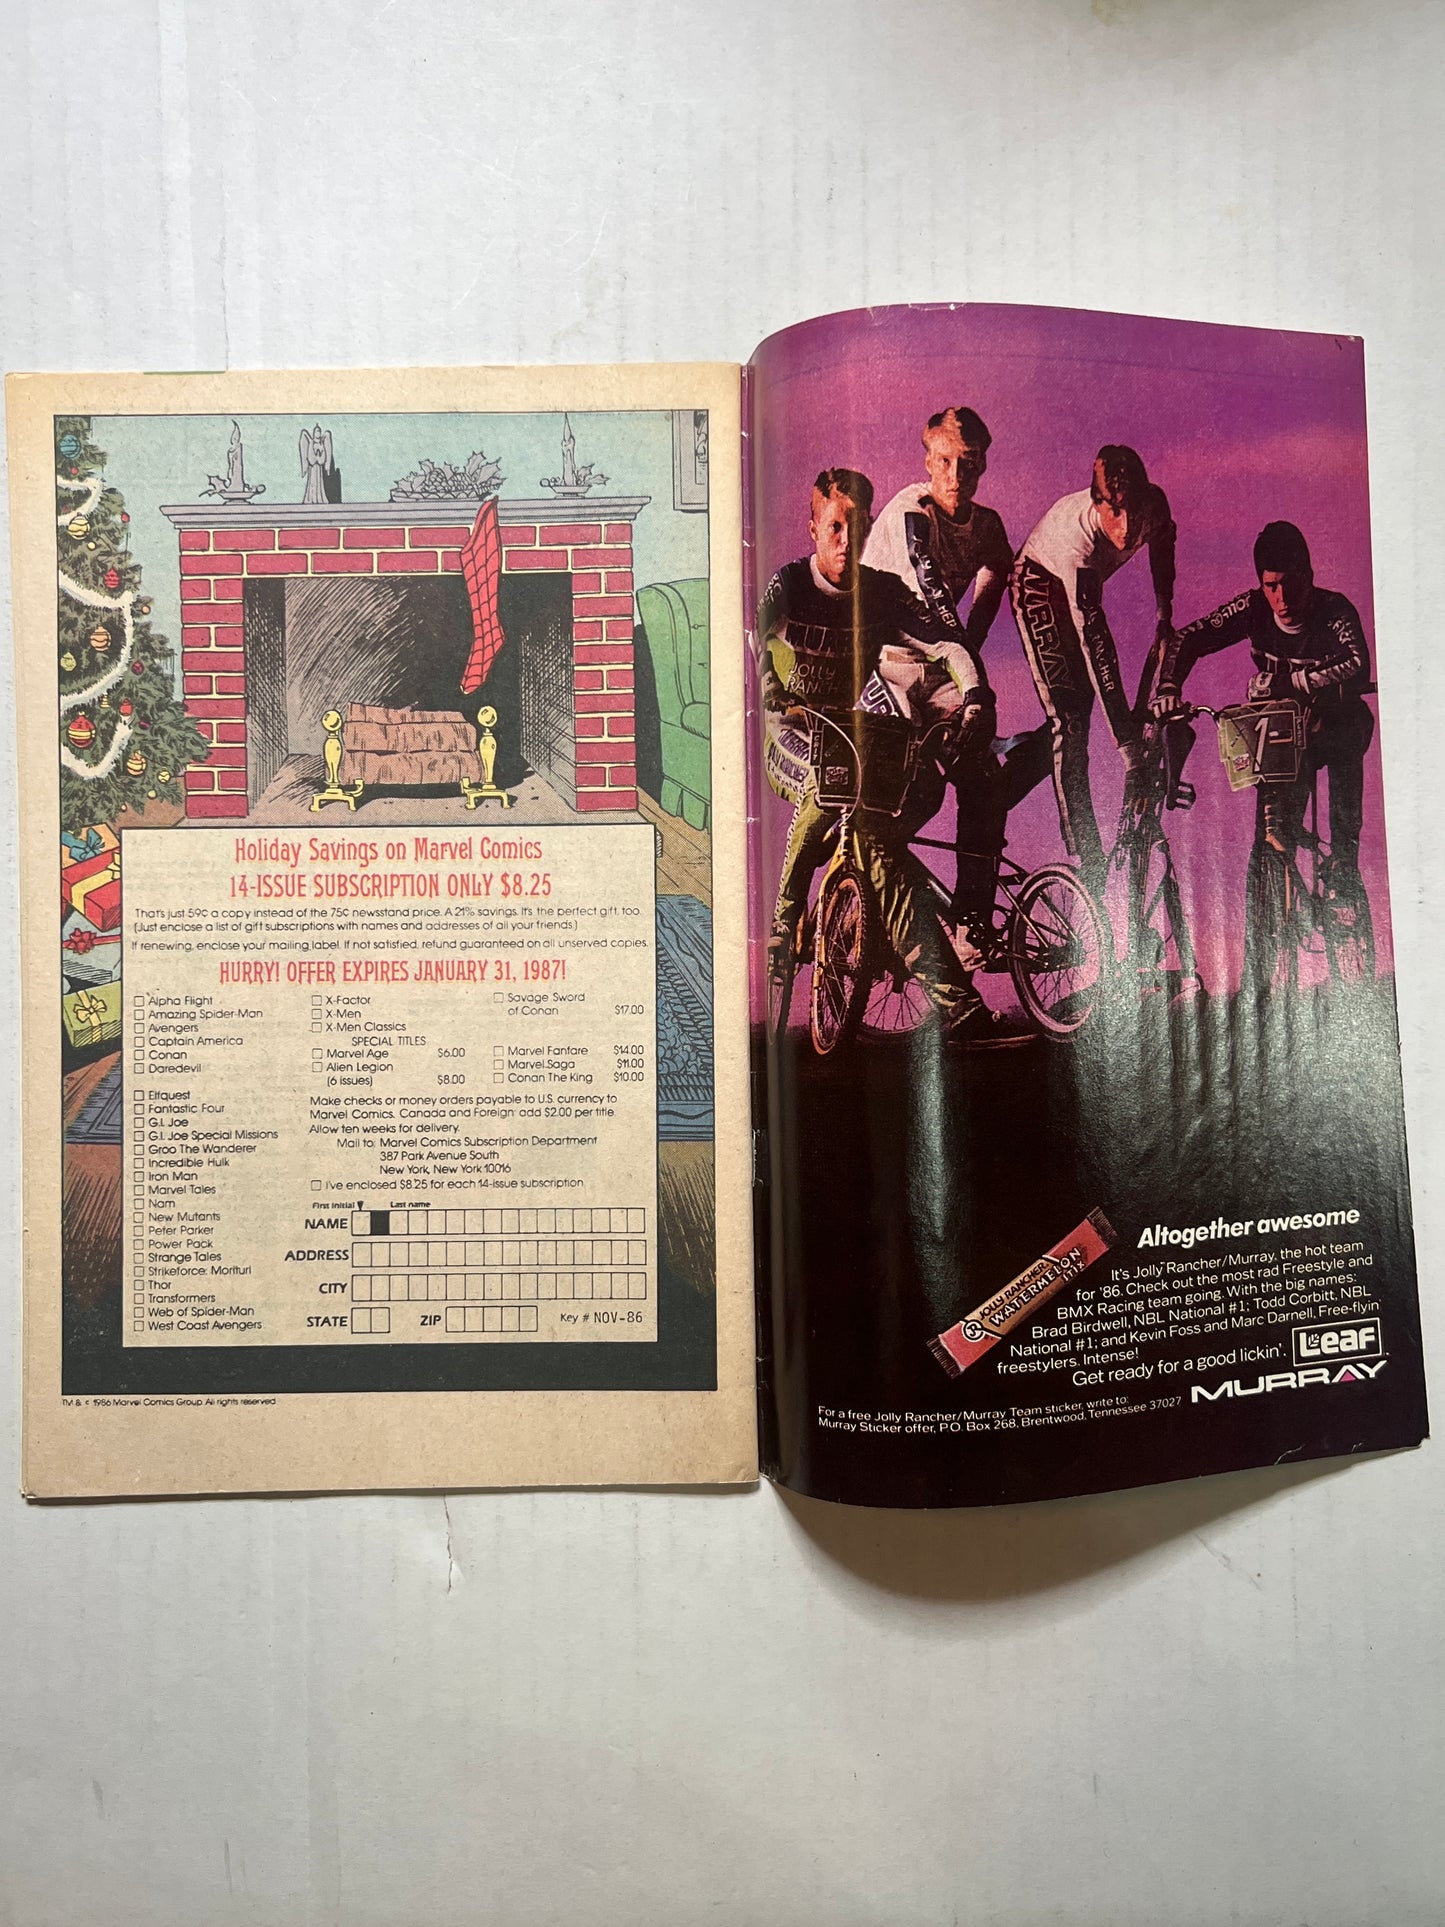 Holiday Savings on Marvel Comics
14-ISSUE SUBSCRIPTION ONLY $8.25
That's just 59¢ a copy instead of the 75¢ newsstand price. A 21% savings. It's the perfect gift, too.
(Just enclose a list of gift subscriptions with names and addresses of all your friends.)
If renewing, enclose your mailing label. If not satisfied, refund guaranteed on all unserved copies.
HURRY! OFFER EXPIRES JANUARY 31, 1987!
Alpha Flight
Amazing Spider-Man
Avengers
Captain America
Conan
Daredevil
Elfquest
Fantastic Four
G.I. Joe
G.I. Joe Special Missions
Groo The Wanderer
Incredible Hulk
Iron Man
Marvel Tales
Nam
New Mutants
Peter Parker
Power Pack
Strange Tales
Strikeforce: Morituri
Thor
Transformers
Web of Spider-Man
West Coast Avengers
X-Factor
X-Men
X-Men Classics
SPECIAL TITLES
Marvel Age $6.00
Alien Legion
(6 issues) $8.00
Savage Sword
of Conan $17.00
Marvel Fanfare $14.00
Marvel Saga $11.00
Conan The King $10.00
Make checks or money orders payable to U.S. currency to
Marvel Comics. Canada and Foreign add $2.00 per title.
Allow ten weeks for delivery.
Mail to: Marvel Comics Subscription Department
387 Park Avenue South
New York, New York 10016
I've enclosed $8.25 for each 14-issue subscription
First initial Last name
NAME
ADDRESS
CITY
STATE ZIP Key # NOV-86
TM & © 1986 Marvel Comics Group. All rights reserved
MURRAY
JOLLY
RANCHER
1
JR JOLLY RANCHER
WATERMELON
STIX
Altogether awesome
It's Jolly Rancher/Murray, the hot team
for '86. Check out the most rad Freestyle and
BMX Racing team going. With the big names:
Brad Birdwell, NBL National #1; Todd Corbitt, NBL
National #1; and Kevin Foss and Marc Darnell, Free-flyin'
freestylers. Intense!
Get ready for a good lickin'.
Leaf
MURRAY
For a free Jolly Rancher/Murray Team sticker, write to:
Murray Sticker offer, P.O. Box 268, Brentwood, Tennessee 37027